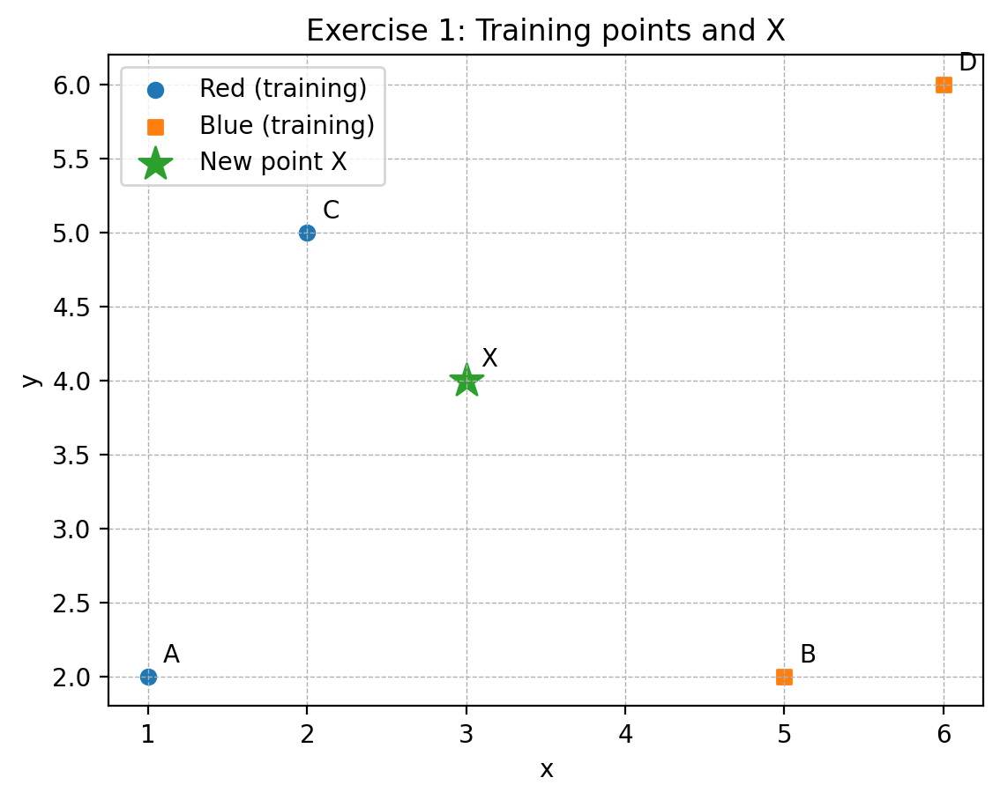 Exercise 1: Training points and X
D
6.0
Red (training)
Blue (training)
5.5
New point X
C
5.0
4.5
X
4.0
y
3.5
3.0
2.5
A
B
2.0
1 2 3 4 5 6
x